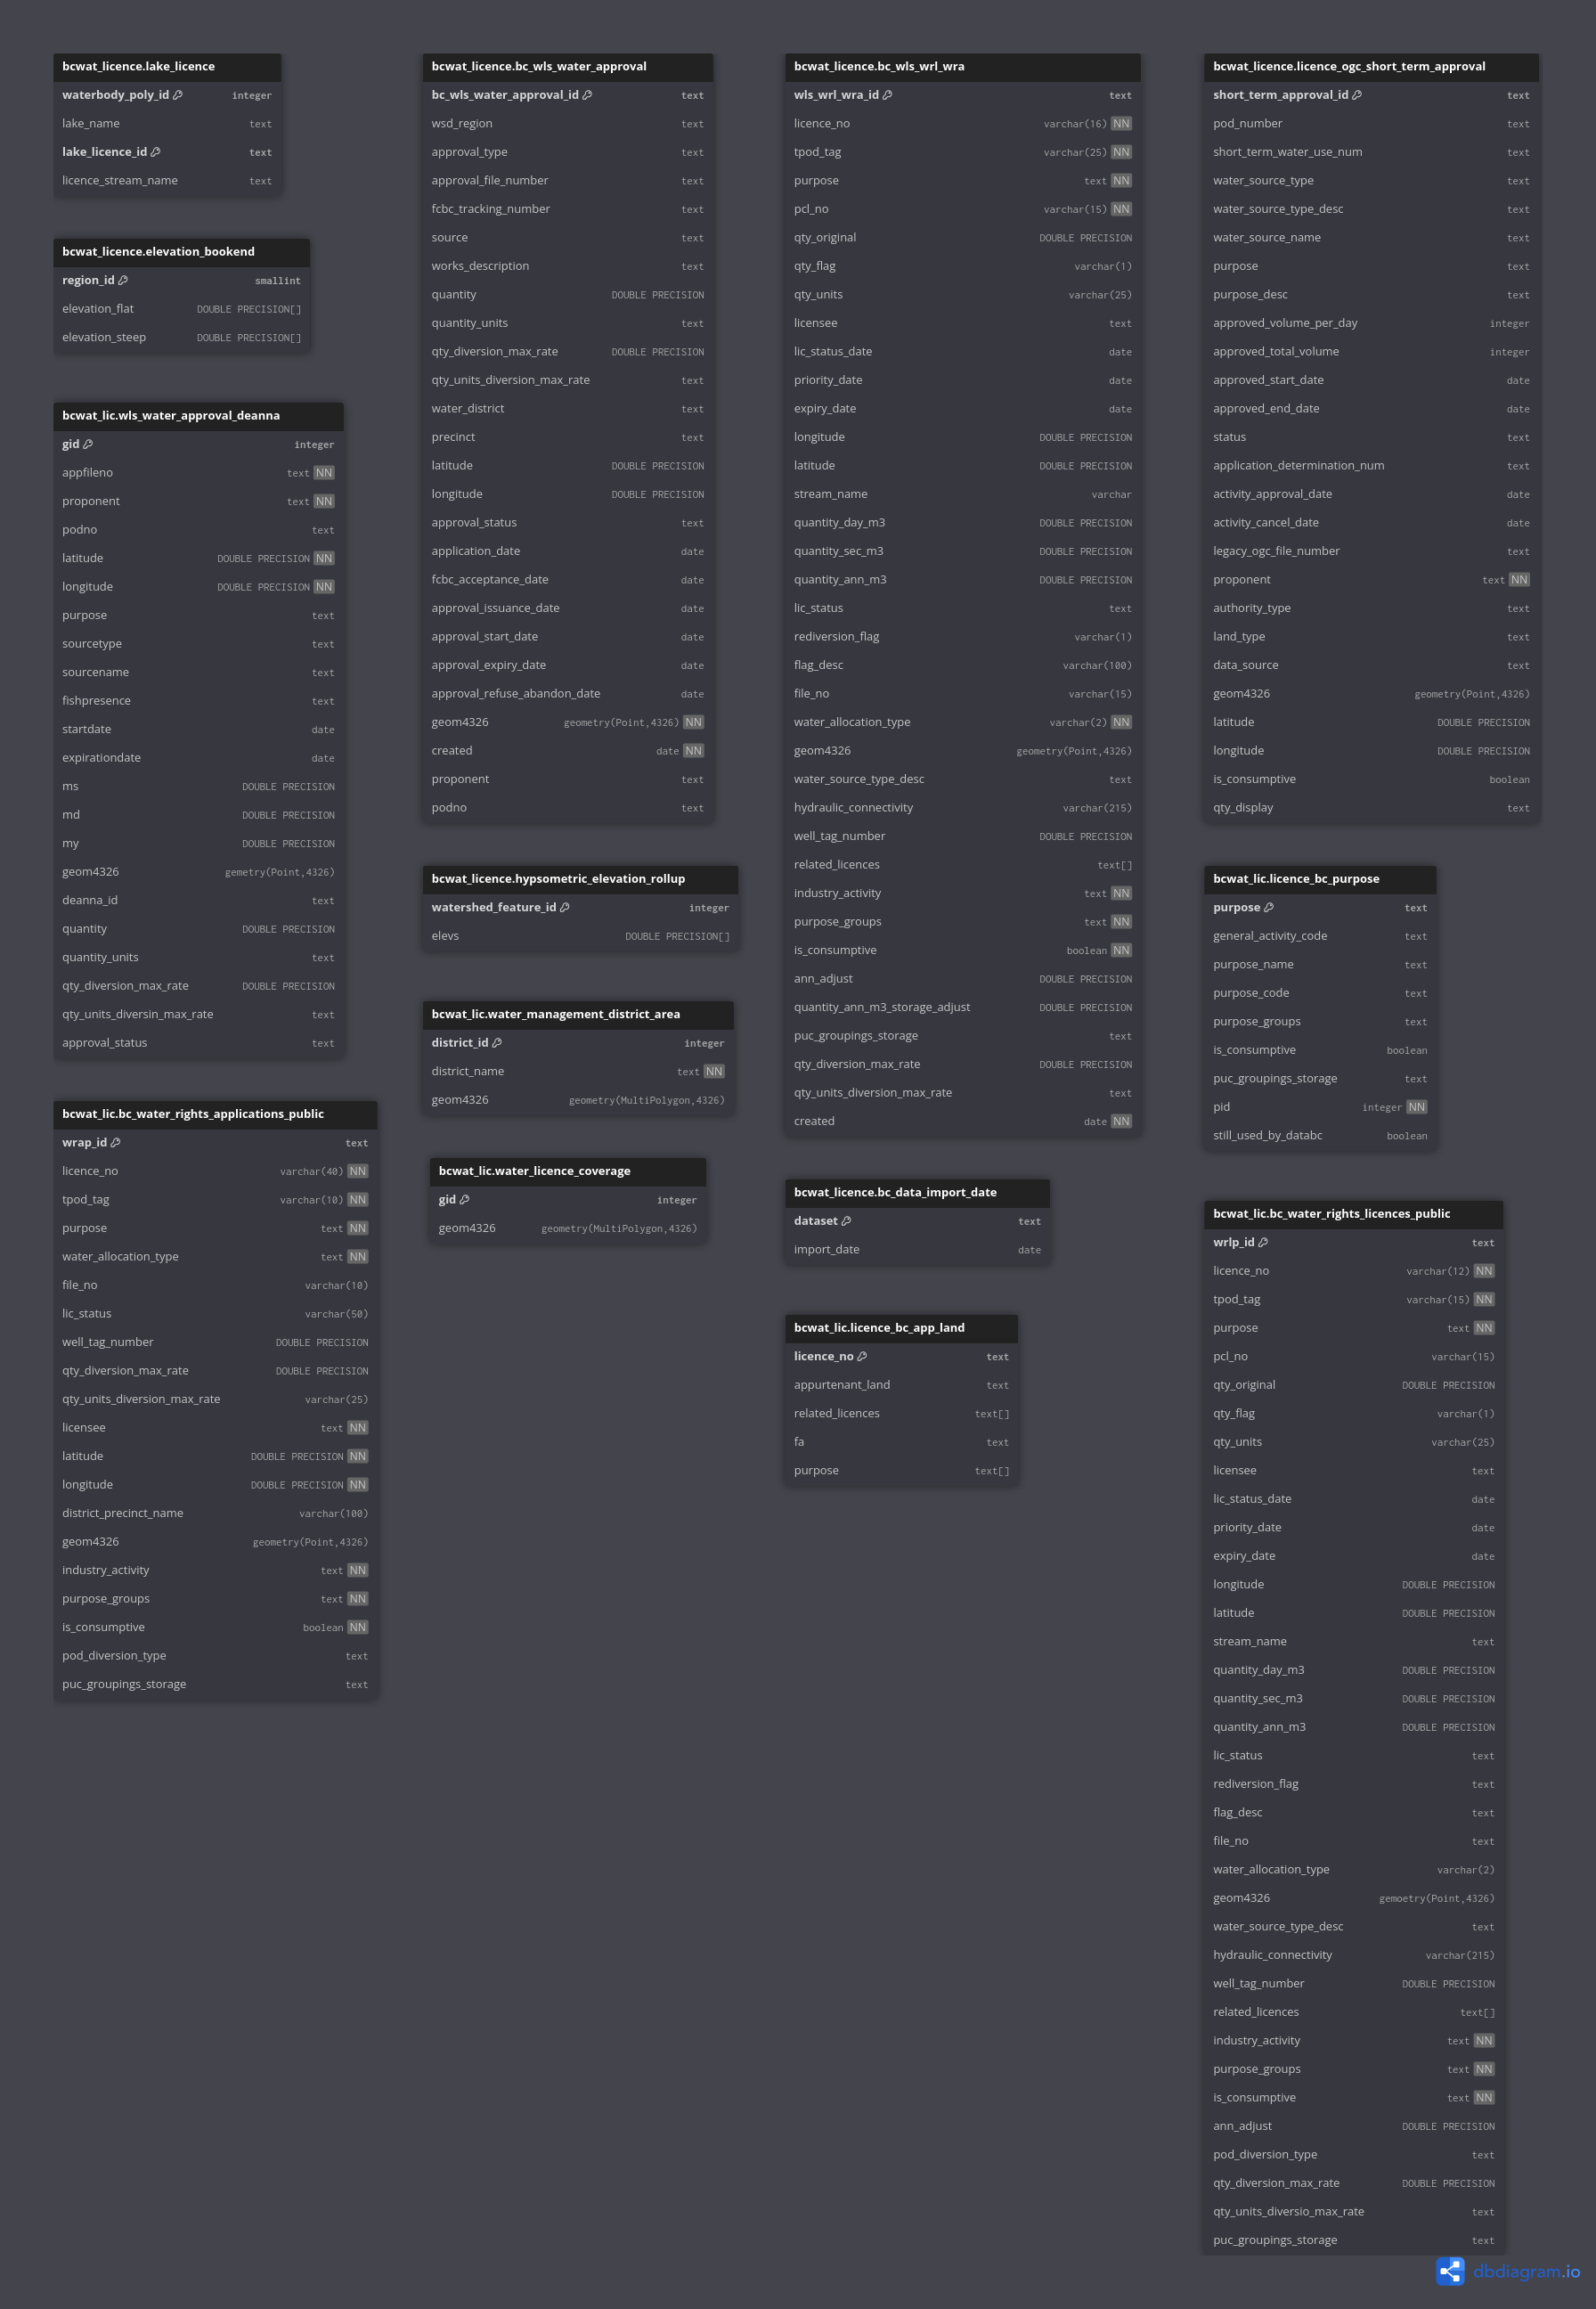 bcwat_licence.lake_licence
waterbody_poly_id integer
lake_name text
lake_licence_id text
licence_stream_name text
bcwat_licence.elevation_bookend
region_id smallint
elevation_flat DOUBLE PRECISION[]
elevation_steep DOUBLE PRECISION[]
bcwat_lic.wls_water_approval_deanna
gid integer
appfileno text NN
proponent text NN
podno text
latitude DOUBLE PRECISION NN
longitude DOUBLE PRECISION NN
purpose text
sourcetype text
sourcename text
fishpresence text
startdate date
expirationdate date
ms DOUBLE PRECISION
md DOUBLE PRECISION
my DOUBLE PRECISION
geom4326 gemetry(Point,4326)
deanna_id text
quantity DOUBLE PRECISION
quantity_units text
qty_diversion_max_rate DOUBLE PRECISION
qty_units_diversin_max_rate text
approval_status text
bcwat_lic.bc_water_rights_applications_public
wrap_id text
licence_no varchar(40) NN
tpod_tag varchar(10) NN
purpose text NN
water_allocation_type text NN
file_no varchar(10)
lic_status varchar(50)
well_tag_number DOUBLE PRECISION
qty_diversion_max_rate DOUBLE PRECISION
qty_units_diversion_max_rate varchar(25)
licensee text NN
latitude DOUBLE PRECISION NN
longitude DOUBLE PRECISION NN
district_precinct_name varchar(100)
geom4326 geometry(Point,4326)
industry_activity text NN
purpose_groups text NN
is_consumptive boolean NN
pod_diversion_type text
puc_groupings_storage text
bcwat_licence.bc_wls_water_approval
bc_wls_water_approval_id text
wsd_region text
approval_type text
approval_file_number text
fcbc_tracking_number text
source text
works_description text
quantity DOUBLE PRECISION
quantity_units text
qty_diversion_max_rate DOUBLE PRECISION
qty_units_diversion_max_rate text
water_district text
precinct text
latitude DOUBLE PRECISION
longitude DOUBLE PRECISION
approval_status text
application_date date
fcbc_acceptance_date date
approval_issuance_date date
approval_start_date date
approval_expiry_date date
approval_refuse_abandon_date date
geom4326 geometry(Point,4326) NN
created date NN
proponent text
podno text
bcwat_licence.hypsometric_elevation_rollup
watershed_feature_id integer
elevs DOUBLE PRECISION[]
bcwat_lic.water_management_district_area
district_id integer
district_name text NN
geom4326 geometry(MultiPolygon,4326)
bcwat_lic.water_licence_coverage
gid integer
geom4326 geometry(MultiPolygon,4326)
bcwat_licence.bc_wls_wrl_wra
wls_wrl_wra_id text
licence_no varchar(16) NN
tpod_tag varchar(25) NN
purpose text NN
pcl_no varchar(15) NN
qty_original DOUBLE PRECISION
qty_flag varchar(1)
qty_units varchar(25)
licensee text
lic_status_date date
priority_date date
expiry_date date
longitude DOUBLE PRECISION
latitude DOUBLE PRECISION
stream_name varchar
quantity_day_m3 DOUBLE PRECISION
quantity_sec_m3 DOUBLE PRECISION
quantity_ann_m3 DOUBLE PRECISION
lic_status text
rediversion_flag varchar(1)
flag_desc varchar(100)
file_no varchar(15)
water_allocation_type varchar(2) NN
geom4326 geometry(Point,4326)
water_source_type_desc text
hydraulic_connectivity varchar(215)
well_tag_number DOUBLE PRECISION
related_licences text[]
industry_activity text NN
purpose_groups text NN
is_consumptive boolean NN
ann_adjust DOUBLE PRECISION
quantity_ann_m3_storage_adjust DOUBLE PRECISION
puc_groupings_storage text
qty_diversion_max_rate DOUBLE PRECISION
qty_units_diversion_max_rate text
created date NN
bcwat_licence.bc_data_import_date
dataset text
import_date date
bcwat_lic.licence_bc_app_land
licence_no text
appurtenant_land text
related_licences text[]
fa text
purpose text[]
bcwat_licence.licence_ogc_short_term_approval
short_term_approval_id text
pod_number text
short_term_water_use_num text
water_source_type text
water_source_type_desc text
water_source_name text
purpose text
purpose_desc text
approved_volume_per_day integer
approved_total_volume integer
approved_start_date date
approved_end_date date
status text
application_determination_num text
activity_approval_date date
activity_cancel_date date
legacy_ogc_file_number text
proponent text NN
authority_type text
land_type text
data_source text
geom4326 geometry(Point,4326)
latitude DOUBLE PRECISION
longitude DOUBLE PRECISION
is_consumptive boolean
qty_display text
bcwat_lic.licence_bc_purpose
purpose text
general_activity_code text
purpose_name text
purpose_code text
purpose_groups text
is_consumptive boolean
puc_groupings_storage text
pid integer NN
still_used_by_databc boolean
bcwat_lic.bc_water_rights_licences_public
wrlp_id text
licence_no varchar(12) NN
tpod_tag varchar(15) NN
purpose text NN
pcl_no varchar(15)
qty_original DOUBLE PRECISION
qty_flag varchar(1)
qty_units varchar(25)
licensee text
lic_status_date date
priority_date date
expiry_date date
longitude DOUBLE PRECISION
latitude DOUBLE PRECISION
stream_name text
quantity_day_m3 DOUBLE PRECISION
quantity_sec_m3 DOUBLE PRECISION
quantity_ann_m3 DOUBLE PRECISION
lic_status text
rediversion_flag text
flag_desc text
file_no text
water_allocation_type varchar(2)
geom4326 gemoetry(Point,4326)
water_source_type_desc text
hydraulic_connectivity varchar(215)
well_tag_number DOUBLE PRECISION
related_licences text[]
industry_activity text NN
purpose_groups text NN
is_consumptive text NN
ann_adjust DOUBLE PRECISION
pod_diversion_type text
qty_diversion_max_rate DOUBLE PRECISION
qty_units_diversio_max_rate text
puc_groupings_storage text
dbdiagram.io